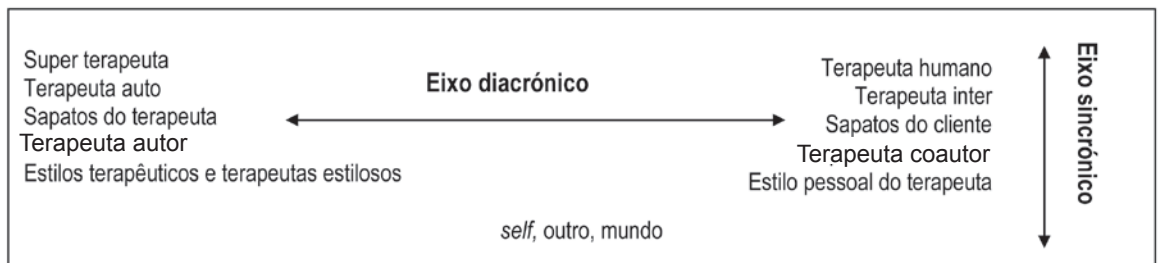 Super terapeuta
Terapeuta auto
Sapatos do terapeuta
Terapeuta autor
Estilos terapêuticos e terapeutas estilosos
Eixo diacrónico
Terapeuta humano
Terapeuta inter
Sapatos do cliente
Terapeuta coautor
Estilo pessoal do terapeuta
Eixo sincrónico
self, outro, mundo